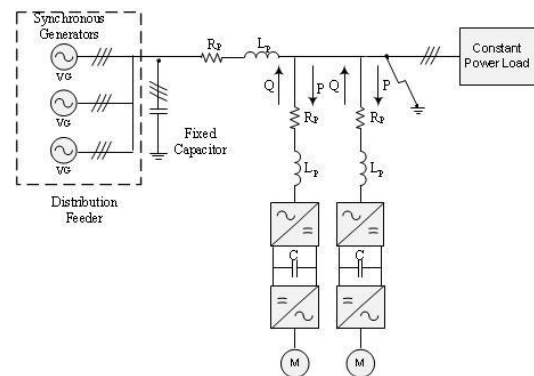 Synchronous
Generators
VG
VG
VG
Distribution
Feeder
Fixed
Capacitor
Rp
Lp
Q
P
Q
P
Rp
Rp
Lp
Lp
C
C
M
M
Constant
Power Load